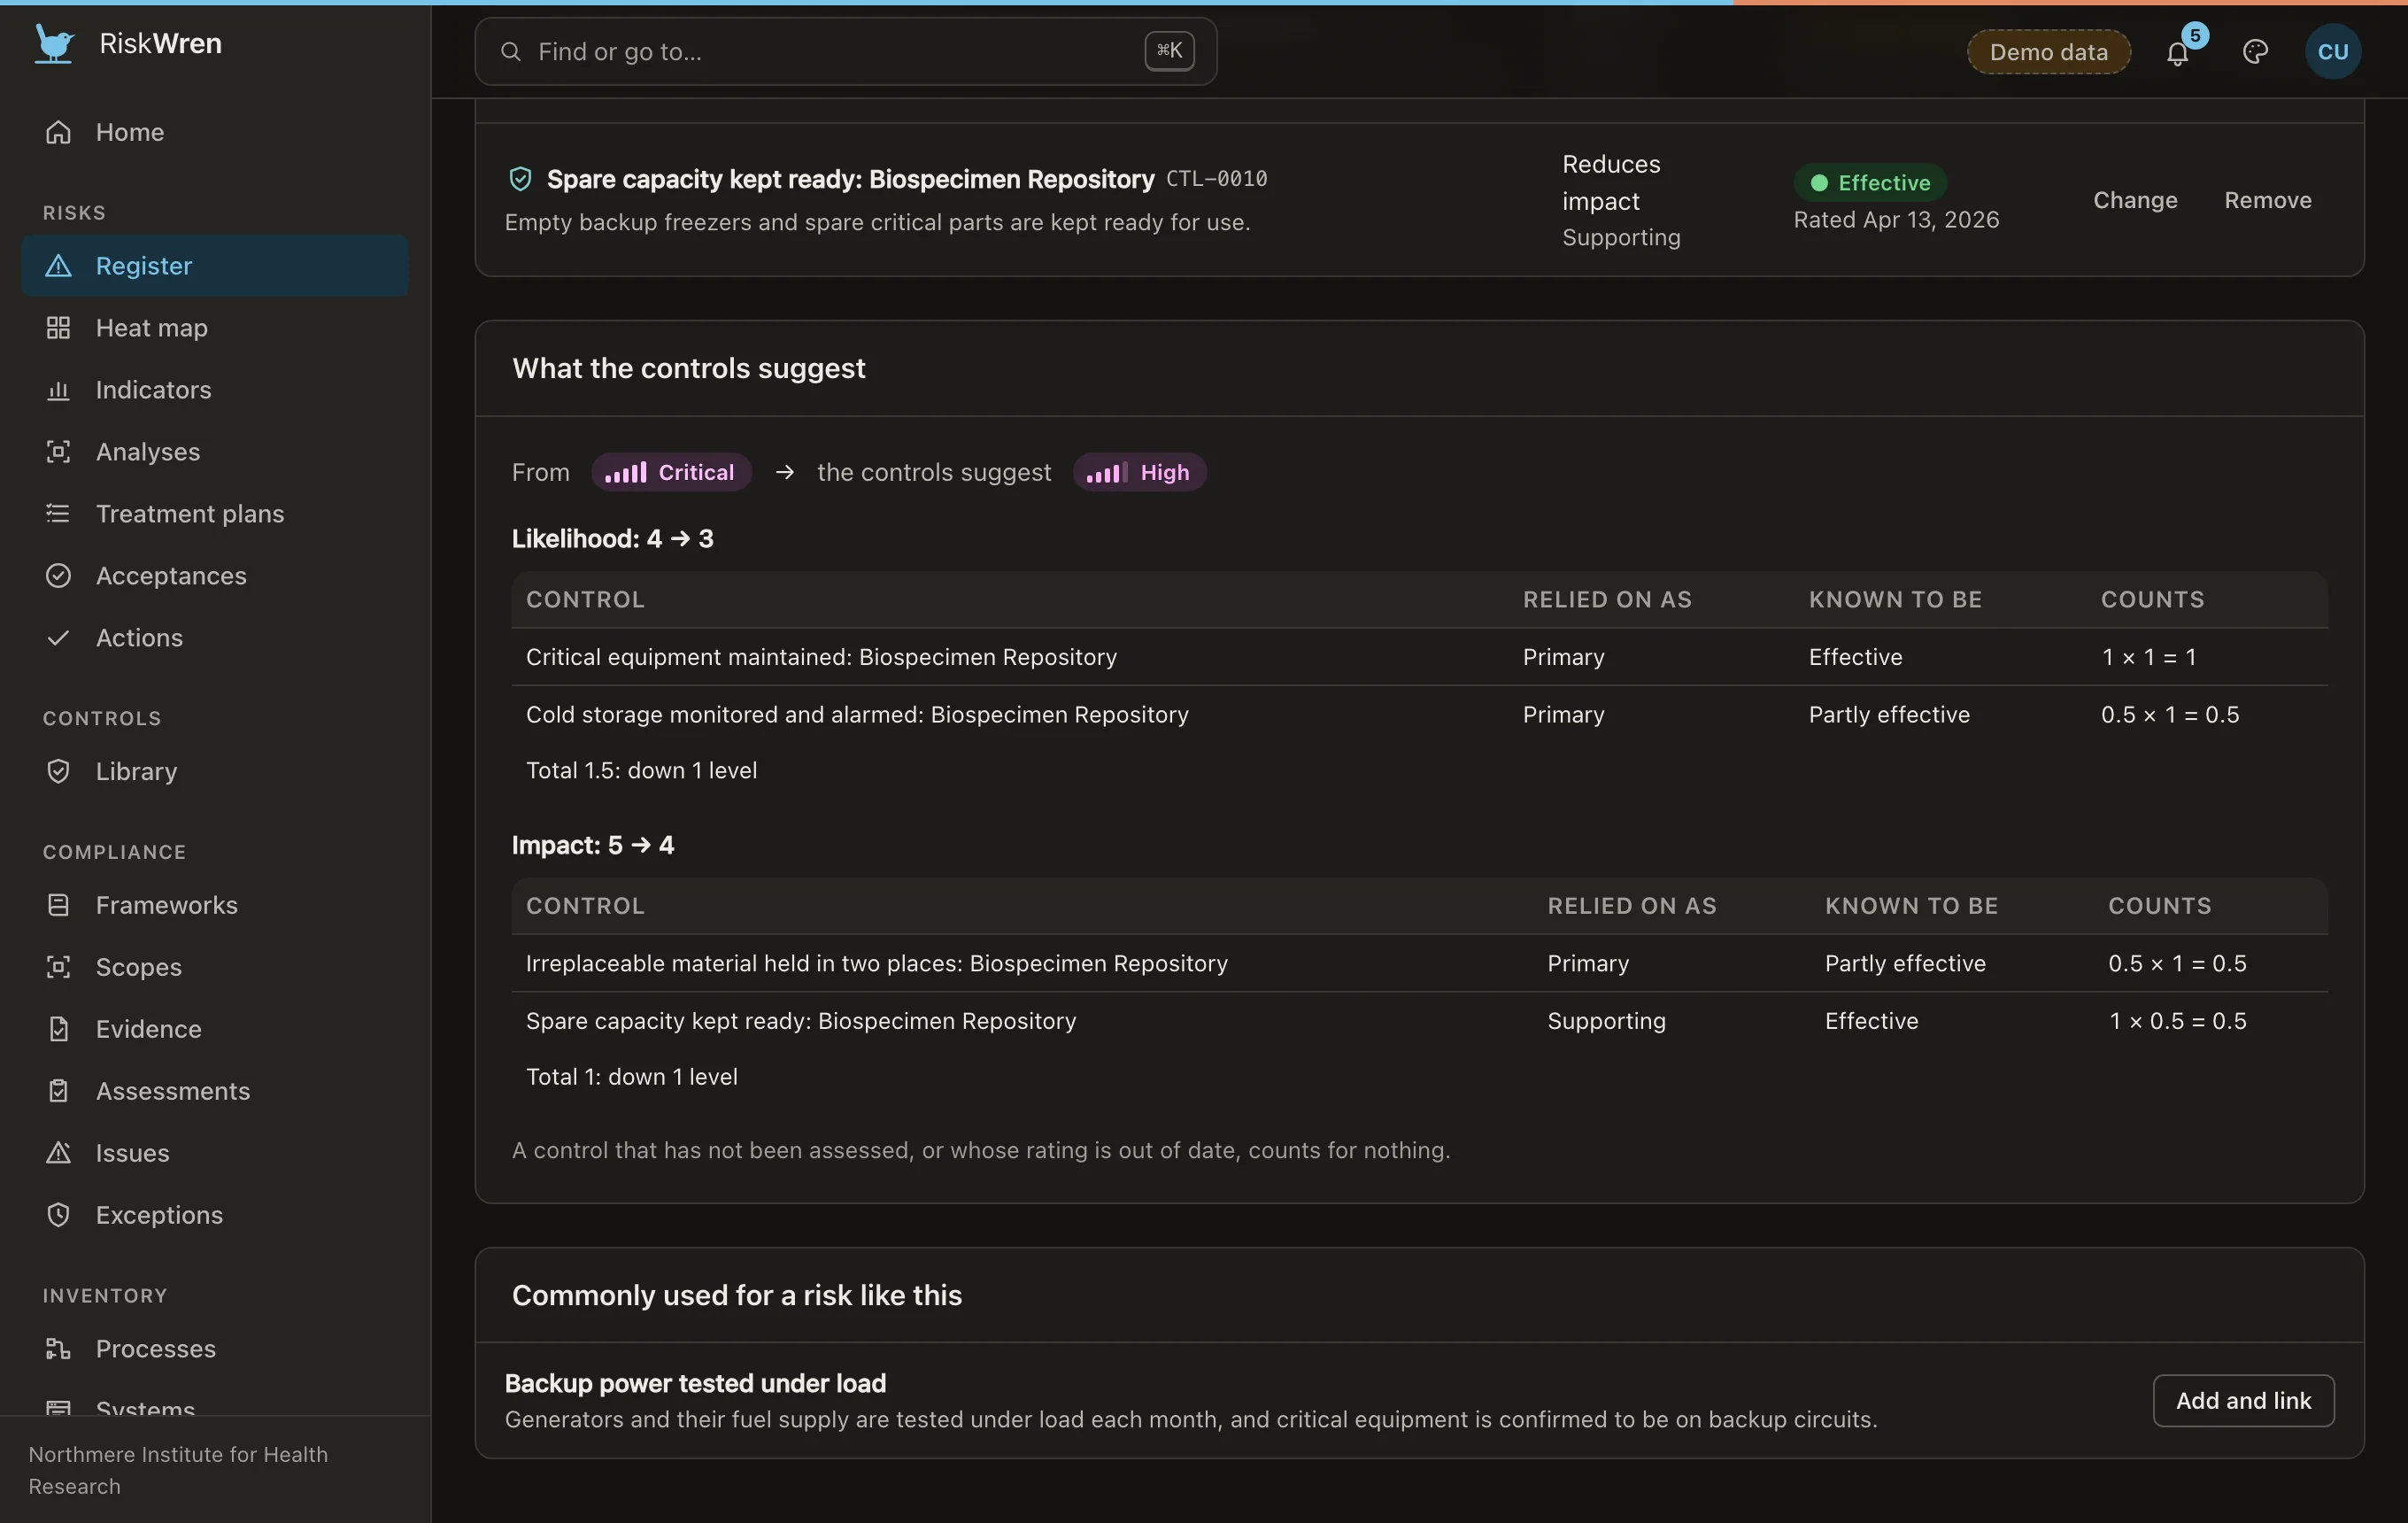 RiskWren
Find or go to...
⌘K
Demo data
5
CU
Home
RISKS
Register
Heat map
Indicators
Analyses
Treatment plans
Acceptances
Actions
CONTROLS
Library
COMPLIANCE
Frameworks
Scopes
Evidence
Assessments
Issues
Exceptions
INVENTORY
Processes
Systems
Northmere Institute for Health
Research
Spare capacity kept ready: Biospecimen Repository CTL-0010
Empty backup freezers and spare critical parts are kept ready for use.
Reduces
impact
Supporting
Effective
Rated Apr 13, 2026
Change
Remove
What the controls suggest
From Critical → the controls suggest High
Likelihood: 4 → 3
CONTROL RELIED ON AS KNOWN TO BE COUNTS
Critical equipment maintained: Biospecimen Repository Primary Effective 1 × 1 = 1
Cold storage monitored and alarmed: Biospecimen Repository Primary Partly effective 0.5 × 1 = 0.5
Total 1.5: down 1 level
Impact: 5 → 4
CONTROL RELIED ON AS KNOWN TO BE COUNTS
Irreplaceable material held in two places: Biospecimen Repository Primary Partly effective 0.5 × 1 = 0.5
Spare capacity kept ready: Biospecimen Repository Supporting Effective 1 × 0.5 = 0.5
Total 1: down 1 level
A control that has not been assessed, or whose rating is out of date, counts for nothing.
Commonly used for a risk like this
Backup power tested under load
Generators and their fuel supply are tested under load each month, and critical equipment is confirmed to be on backup circuits.
Add and link